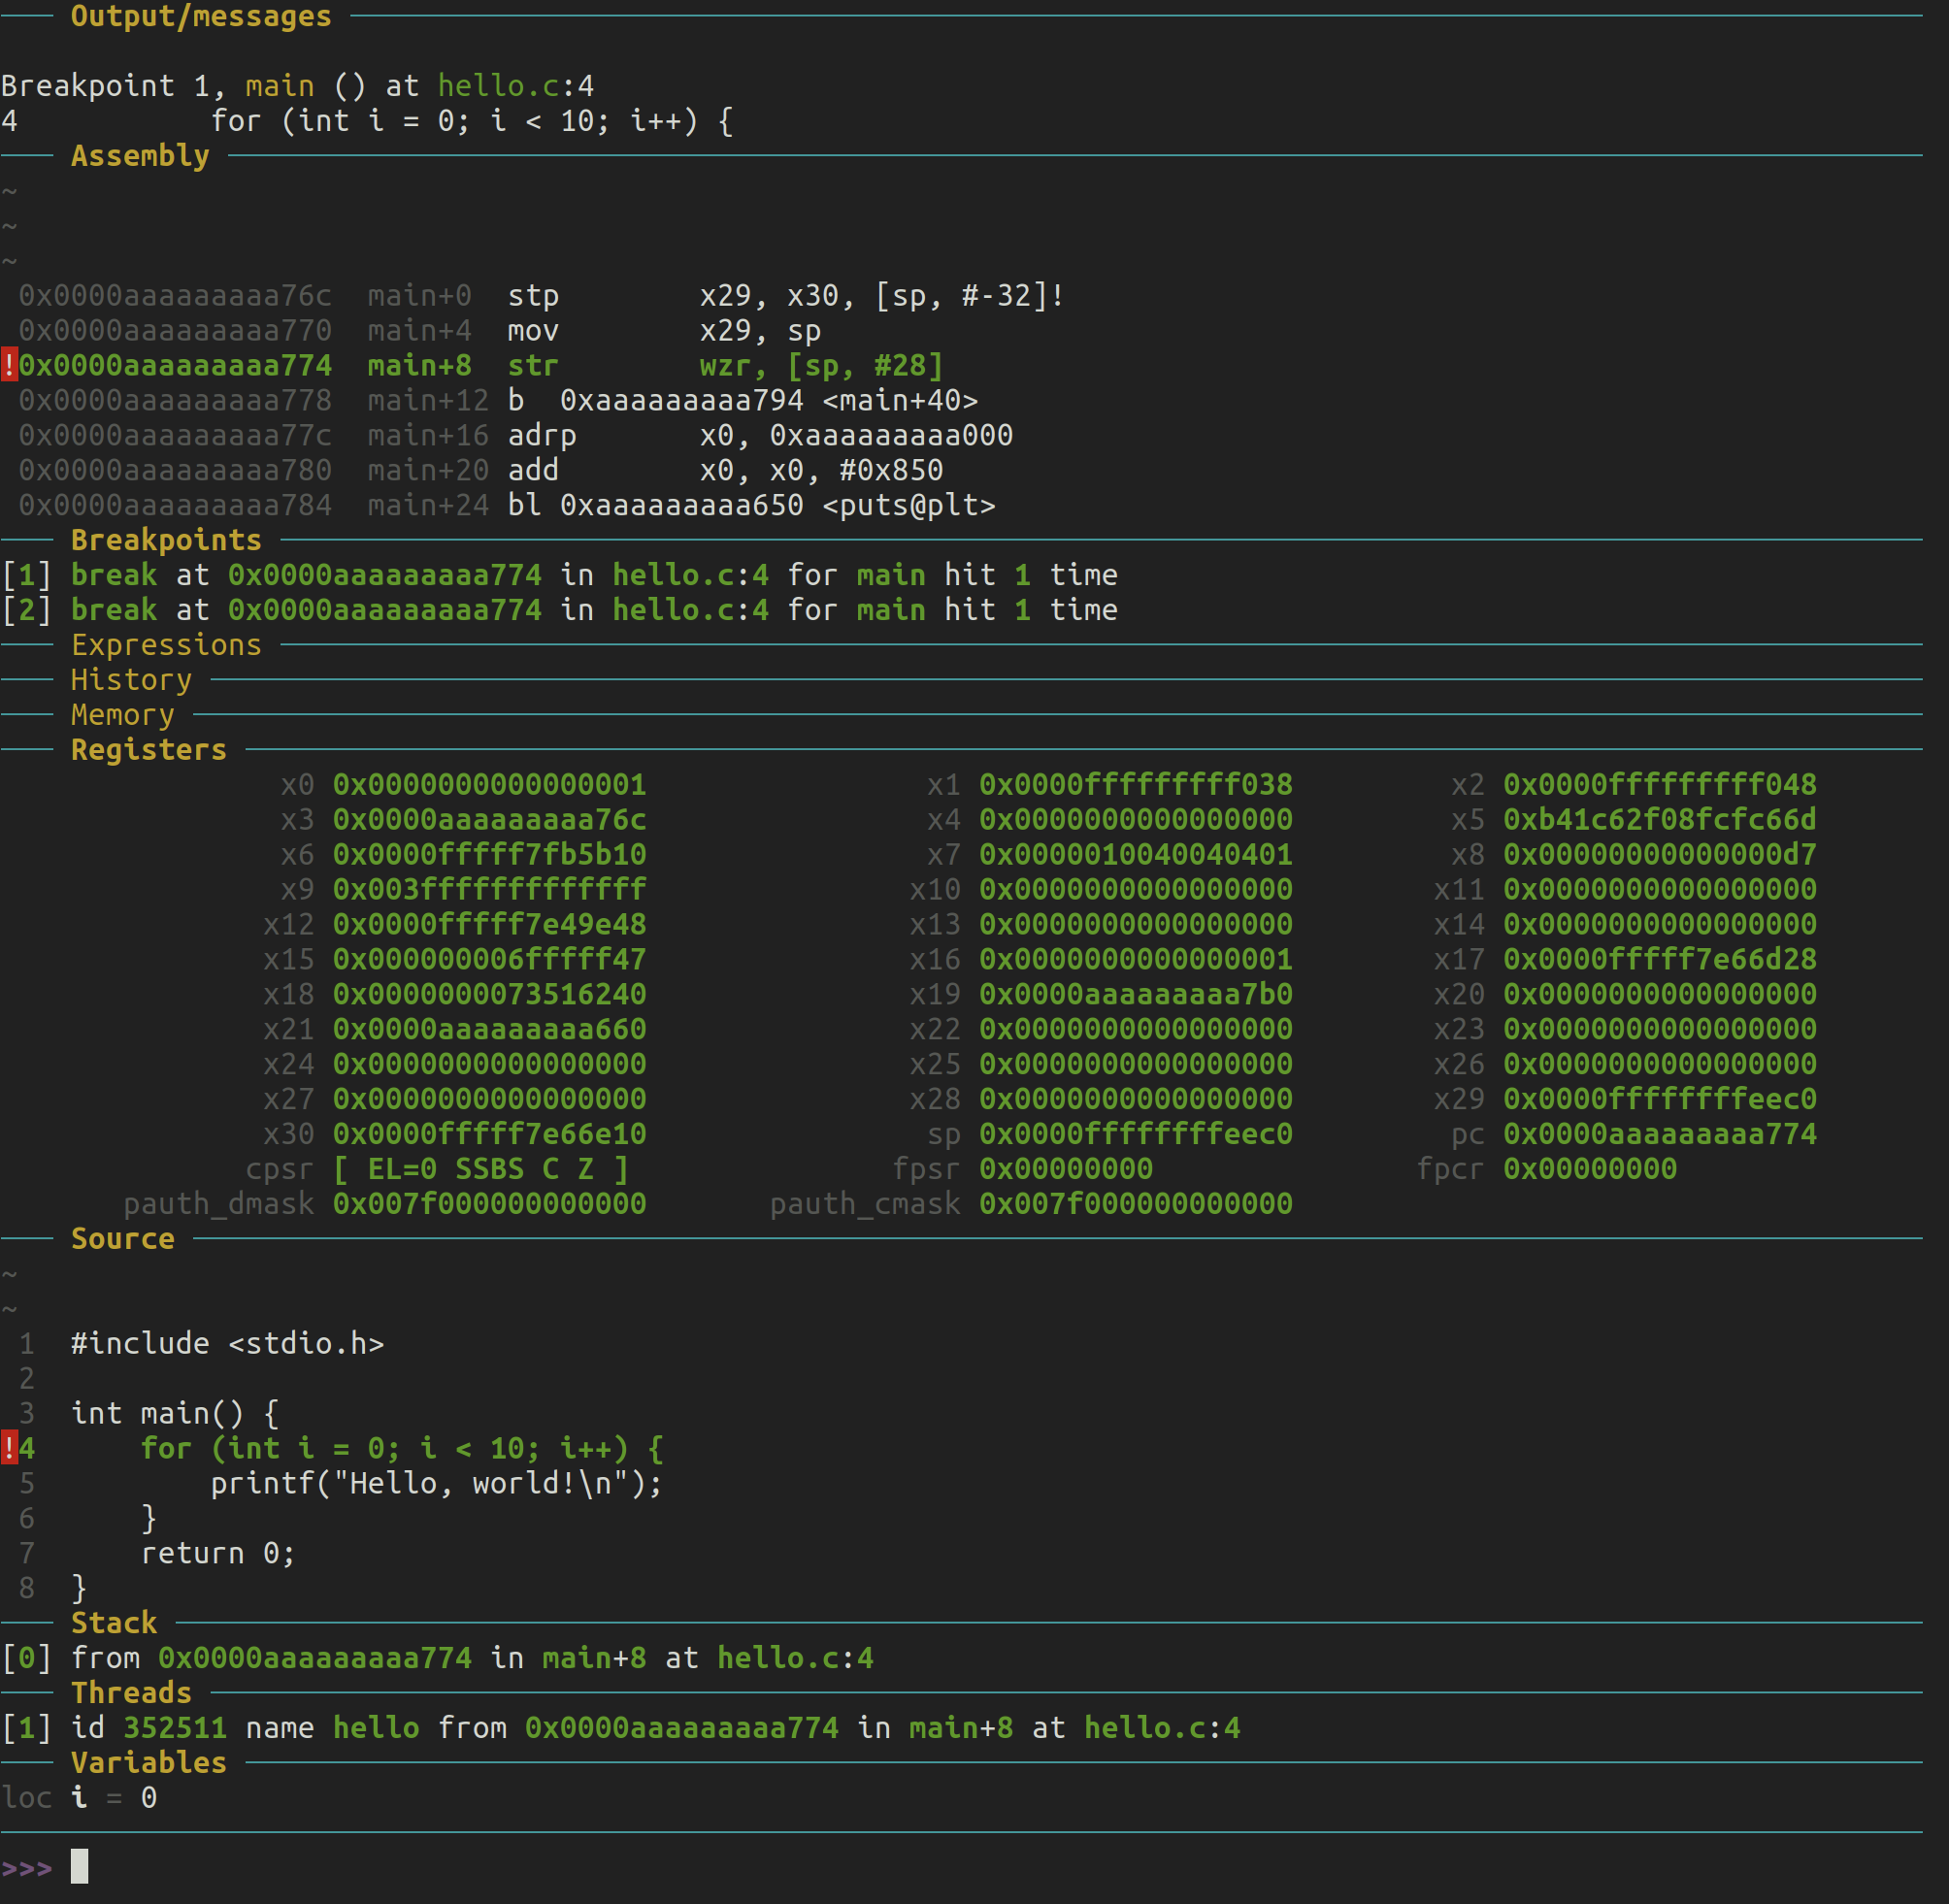 Output/messages
Breakpoint 1, main () at hello.c:4
4           for (int i = 0; i < 10; i++) {
Assembly
~
~
~
0x0000aaaaaaaaa76c  main+0  stp        x29, x30, [sp, #-32]!
0x0000aaaaaaaaa770  main+4  mov        x29, sp
!0x0000aaaaaaaaa774  main+8  str        wzr, [sp, #28]
0x0000aaaaaaaaa778  main+12 b  0xaaaaaaaaa794 <main+40>
0x0000aaaaaaaaa77c  main+16 adrp       x0, 0xaaaaaaaaa000
0x0000aaaaaaaaa780  main+20 add        x0, x0, #0x850
0x0000aaaaaaaaa784  main+24 bl 0xaaaaaaaaa650 <puts@plt>
Breakpoints
[1] break at 0x0000aaaaaaaaa774 in hello.c:4 for main hit 1 time
[2] break at 0x0000aaaaaaaaa774 in hello.c:4 for main hit 1 time
Expressions
History
Memory
Registers
x0 0x0000000000000001 x1 0x0000fffffffff038 x2 0x0000fffffffff048
x3 0x0000aaaaaaaaa76c x4 0x0000000000000000 x5 0xb41c62f08fcfc66d
x6 0x0000fffff7fb5b10 x7 0x0000010040040401 x8 0x00000000000000d7
x9 0x003fffffffffffff x10 0x0000000000000000 x11 0x0000000000000000
x12 0x0000fffff7e49e48 x13 0x0000000000000000 x14 0x0000000000000000
x15 0x000000006fffff47 x16 0x0000000000000001 x17 0x0000fffff7e66d28
x18 0x0000000073516240 x19 0x0000aaaaaaaaa7b0 x20 0x0000000000000000
x21 0x0000aaaaaaaaa660 x22 0x0000000000000000 x23 0x0000000000000000
x24 0x0000000000000000 x25 0x0000000000000000 x26 0x0000000000000000
x27 0x0000000000000000 x28 0x0000000000000000 x29 0x0000ffffffffeec0
x30 0x0000fffff7e66e10 sp 0x0000ffffffffeec0 pc 0x0000aaaaaaaaa774
cpsr [ EL=0 SSBS C Z ] fpsr 0x00000000 fpcr 0x00000000
pauth_dmask 0x007f000000000000 pauth_cmask 0x007f000000000000
Source
~
~
1  #include <stdio.h>
2
3  int main() {
!4      for (int i = 0; i < 10; i++) {
5          printf("Hello, world!\n");
6      }
7      return 0;
8  }
Stack
[0] from 0x0000aaaaaaaaa774 in main+8 at hello.c:4
Threads
[1] id 352511 name hello from 0x0000aaaaaaaaa774 in main+8 at hello.c:4
Variables
loc i = 0
>>>